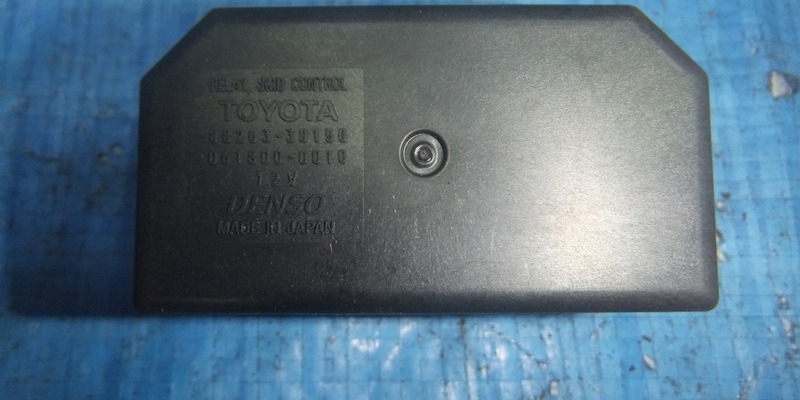 RELAY, SKID CONTROL
TOYOTA
88263-30150
061800-0010
12V
DENSO
MADE IN JAPAN